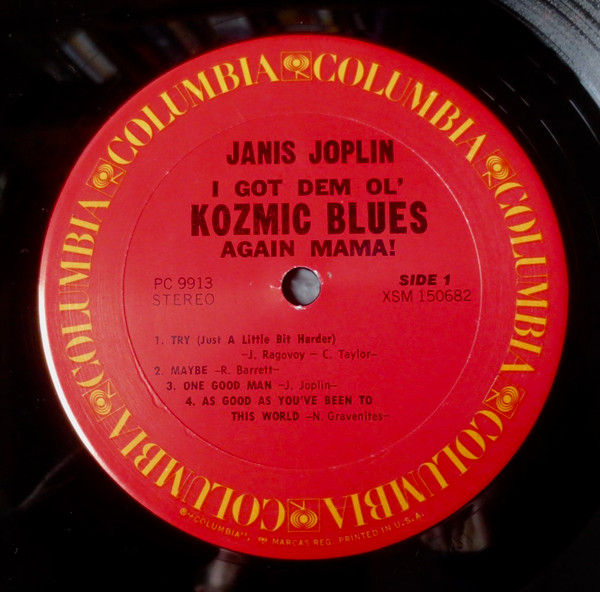 COLUMBIA COLUMBIA COLUMBIA COLUMBIA COLUMBIA COLUMBIA
JANIS JOPLIN
I GOT DEM OL'
KOZMIC BLUES
AGAIN MAMA!
PC 9913
STEREO
SIDE 1
XSM 150682
1. TRY (Just A Little Bit Harder)
–J. Ragovoy – C. Taylor–
2. MAYBE –R. Barrett–
3. ONE GOOD MAN –J. Joplin–
4. AS GOOD AS YOU'VE BEEN TO
THIS WORLD –N. Gravenites–
"COLUMBIA", MARCAS REG. PRINTED IN U.S.A.